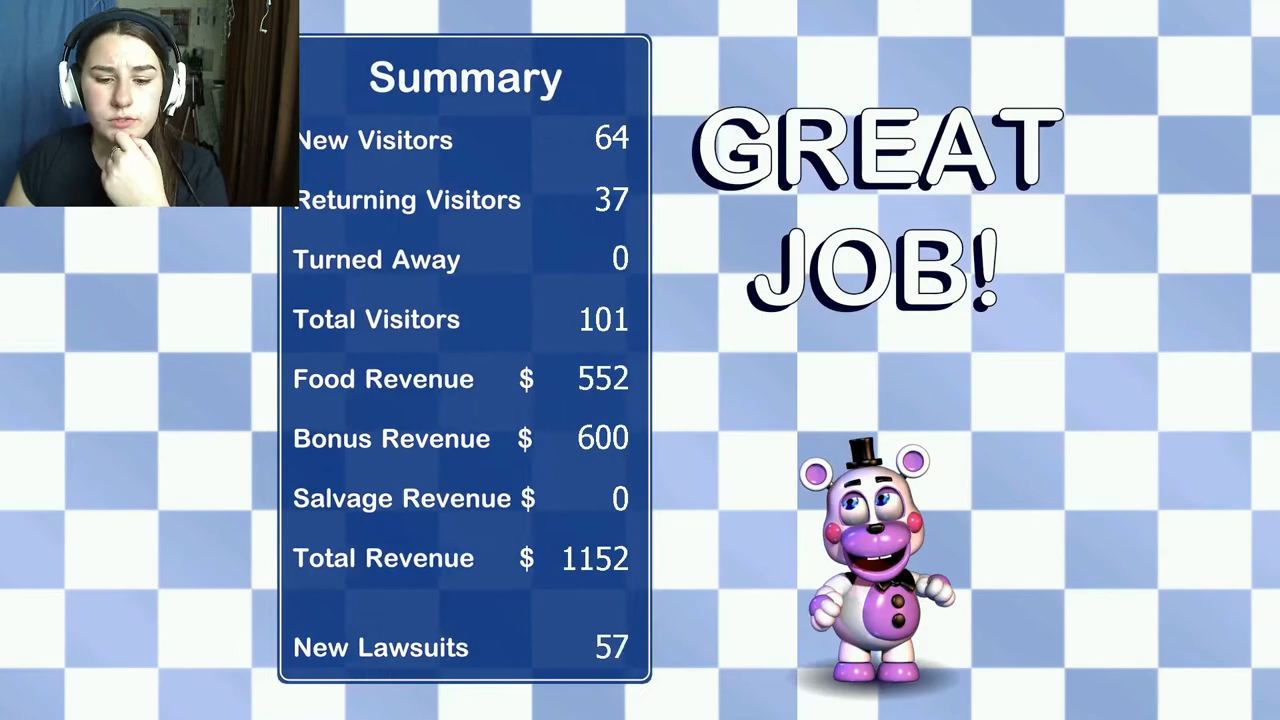 Summary
New Visitors 64
Returning Visitors 37
Turned Away 0
Total Visitors 101
Food Revenue $ 552
Bonus Revenue $ 600
Salvage Revenue $ 0
Total Revenue $ 1152
New Lawsuits 57
GREAT
JOB!